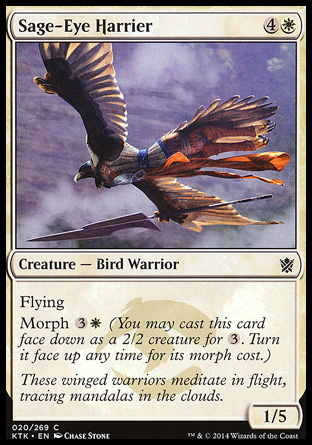 Sage-Eye Harrier 4
Creature — Bird Warrior
Flying
Morph 3 (You may cast this card
face down as a 2/2 creature for 3. Turn
it face up any time for its morph cost.)
These winged warriors meditate in flight,
tracing mandalas in the clouds.
1/5
020/269 C
KTK • EN Chase Stone
™ & © 2014 Wizards of the Coast